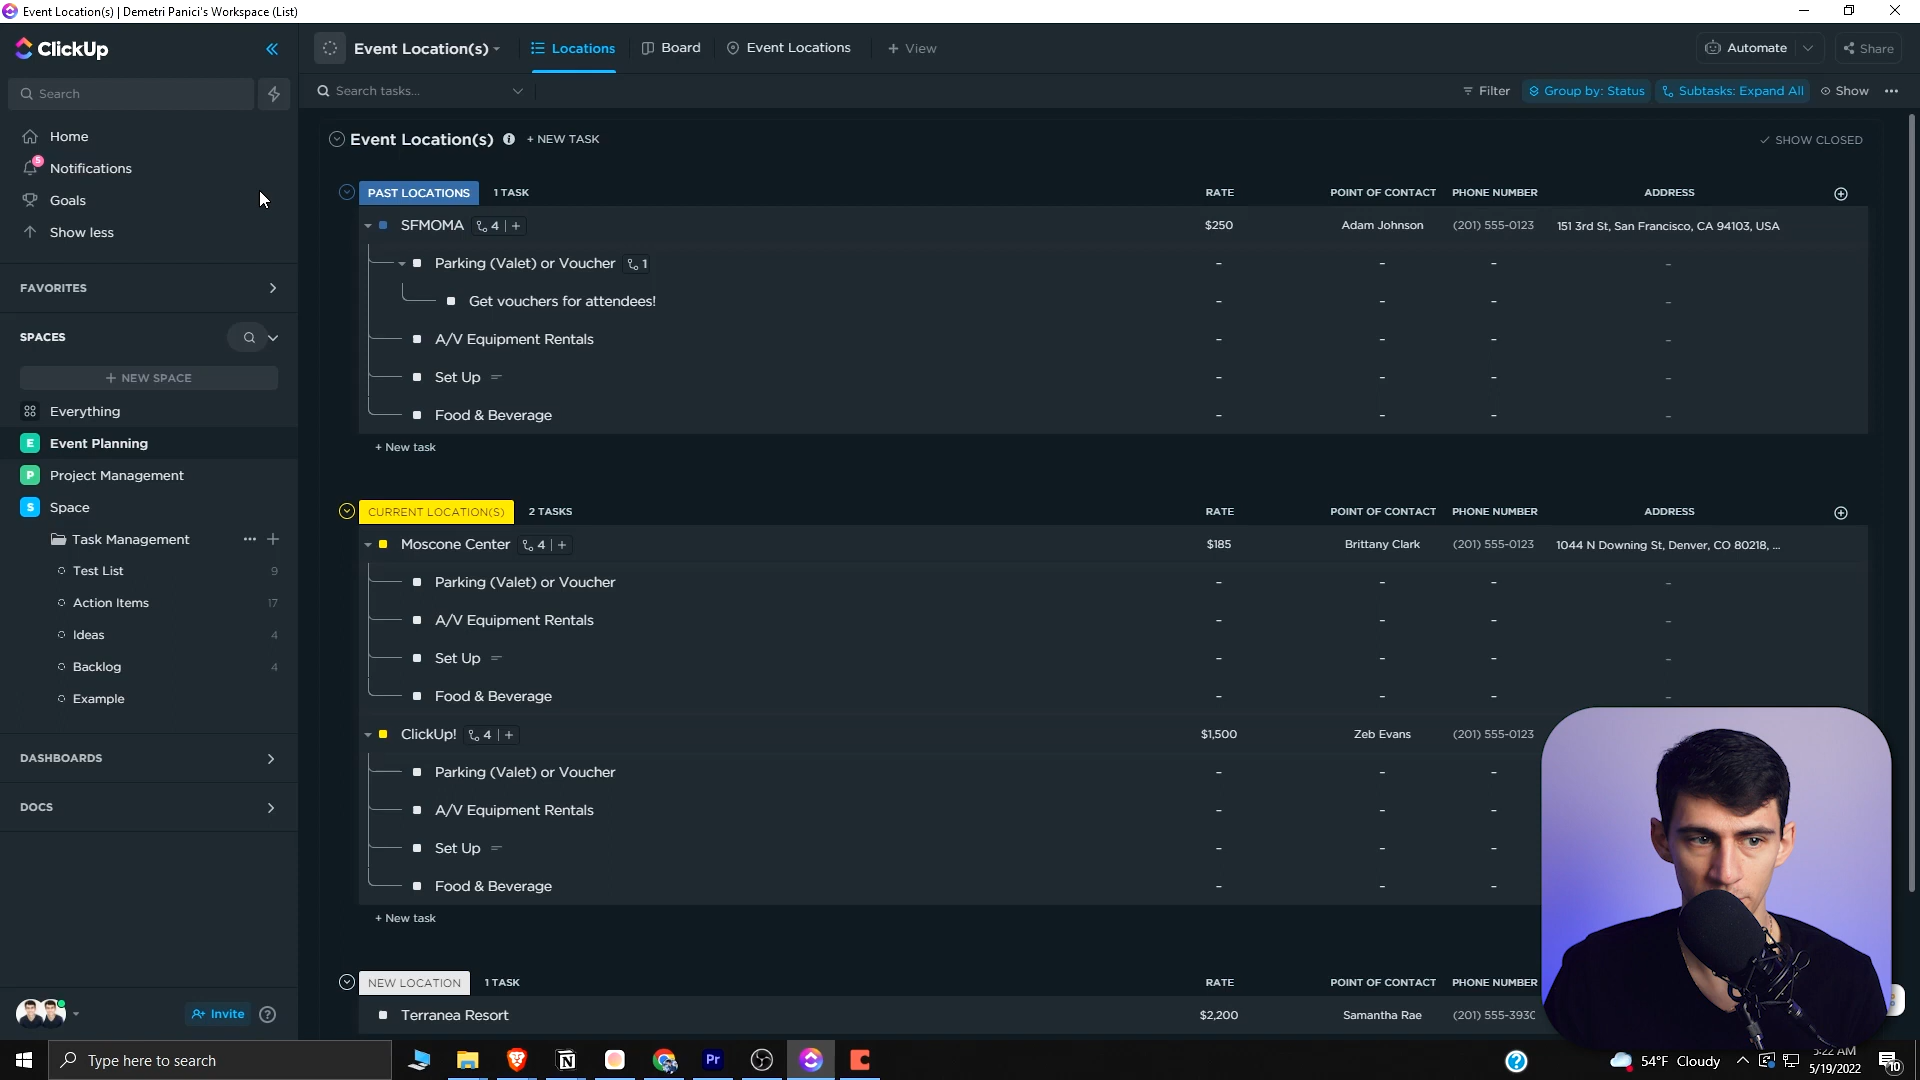 Event Location(s) | Demetri Panici's Workspace (List)
ClickUp
Event Location(s)
Locations
Board
Event Locations
+ View
Automate
Share
Search
Search tasks...
Filter
Group by: Status
Subtasks: Expand All
Show
Home
Event Location(s)
+ NEW TASK
SHOW CLOSED
5
Notifications
Goals
Show less
PAST LOCATIONS 1 TASK RATE POINT OF CONTACT PHONE NUMBER ADDRESS
SFMOMA 4 | + $250 Adam Johnson (201) 555-0123 151 3rd St, San Francisco, CA 94103, USA
Parking (Valet) or Voucher 1 - - - -
Get vouchers for attendees! - - - -
A/V Equipment Rentals - - - -
Set Up - - - -
Food & Beverage - - - -
+ New task
FAVORITES
SPACES
+ NEW SPACE
Everything
E Event Planning
P Project Management
S Space
Task Management
Test List 9
Action Items 17
Ideas 4
Backlog 4
Example
DASHBOARDS
DOCS
Invite
?
CURRENT LOCATION(S) 2 TASKS RATE POINT OF CONTACT PHONE NUMBER ADDRESS
Moscone Center 4 | + $185 Brittany Clark (201) 555-0123 1044 N Downing St, Denver, CO 80218, ...
Parking (Valet) or Voucher - - - -
A/V Equipment Rentals - - - -
Set Up - - - -
Food & Beverage - - - -
ClickUp! 4 | + $1,500 Zeb Evans (201) 555-0123
Parking (Valet) or Voucher - - -
A/V Equipment Rentals - - -
Set Up - - -
Food & Beverage - - -
+ New task
NEW LOCATION 1 TASK RATE POINT OF CONTACT PHONE NUMBER
Terranea Resort $2,200 Samantha Rae (201) 555-393
Type here to search
Pr
?
54°F Cloudy
5:22 AM
5/19/2022
10